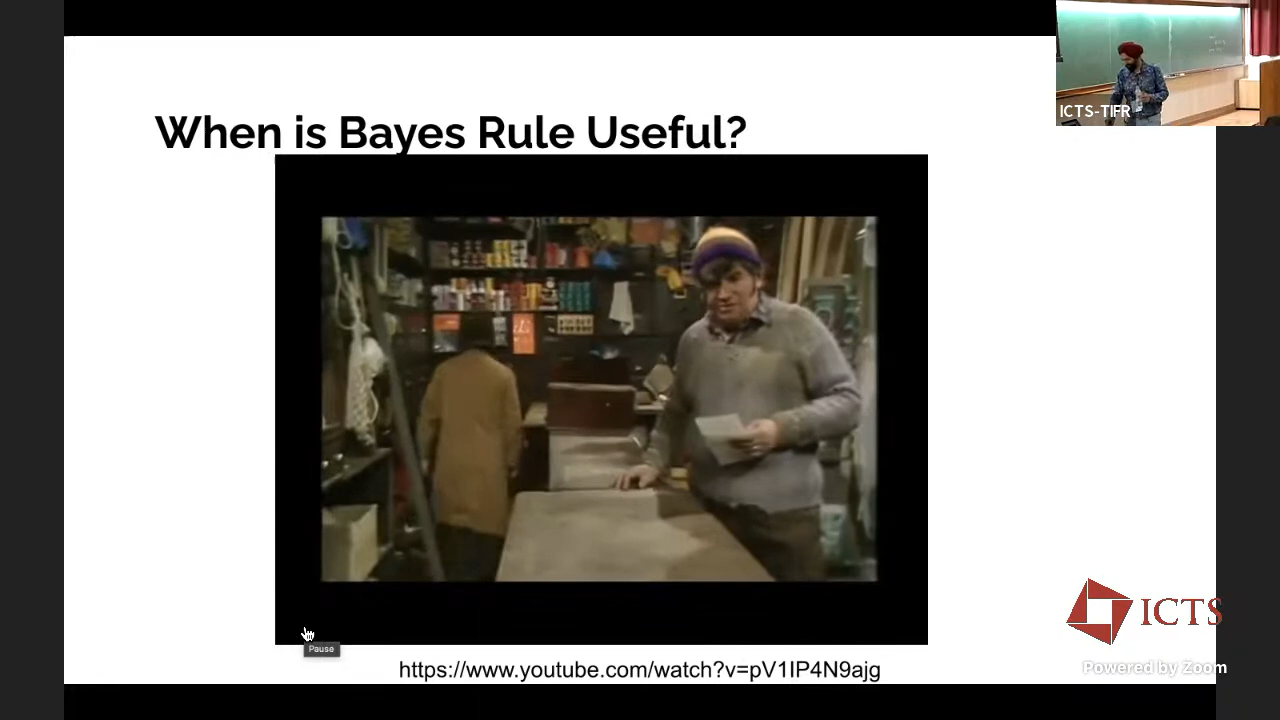 ICTS-TIFR
When is Bayes Rule Useful?
Pause
https://www.youtube.com/watch?v=pV1IP4N9ajg
ICTS
Powered by Zoom